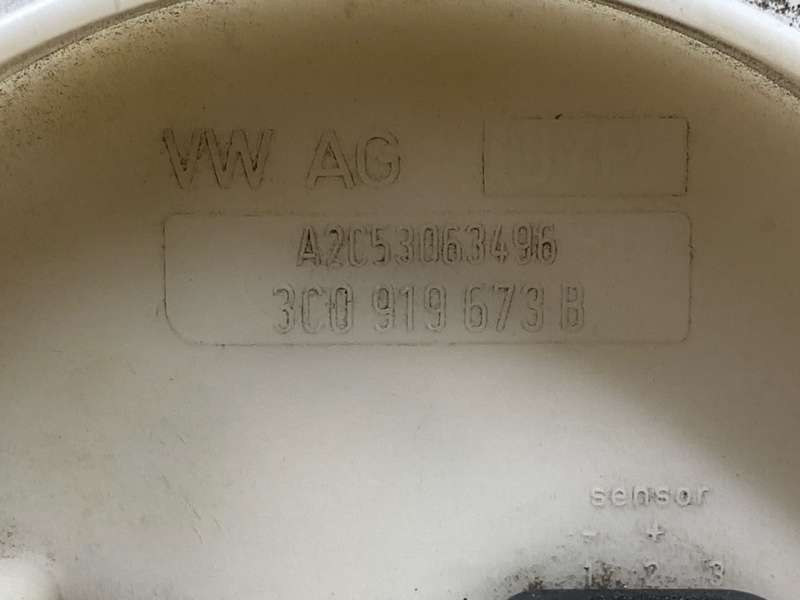 VW AG
A2C53063496
3C0 919 673 B
sensor
- +
1 2 3